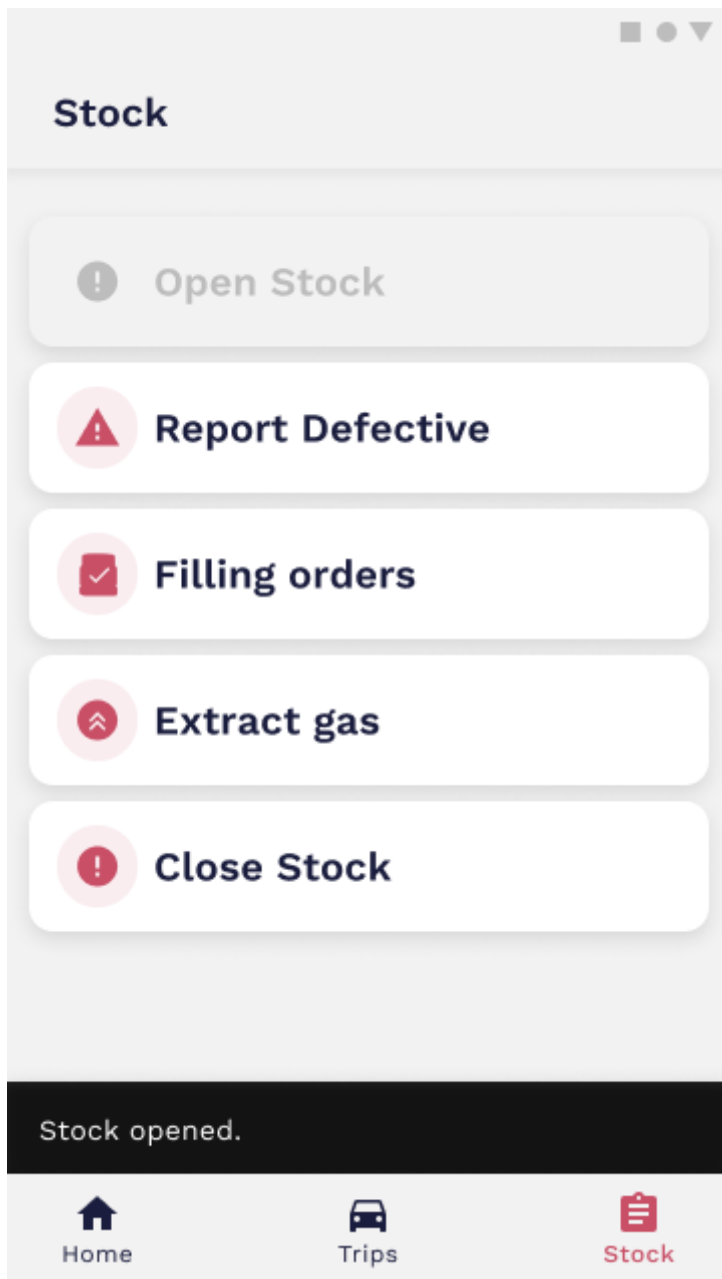 Stock
Open Stock
Report Defective
Filling orders
Extract gas
Close Stock
Stock opened.
Home
Trips
Stock